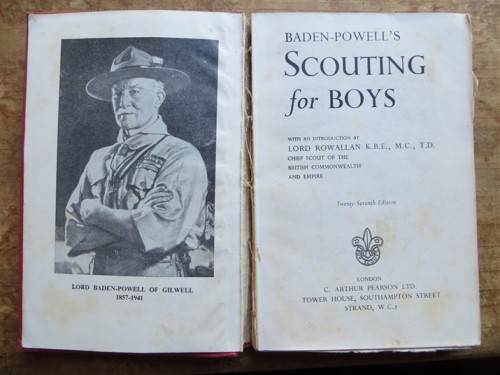 LORD BADEN-POWELL OF GILWELL
1857-1941
BADEN-POWELL'S
SCOUTING
for BOYS
WITH AN INTRODUCTION BY
LORD ROWALLAN K.B.E., M.C., T.D.
CHIEF SCOUT OF THE
BRITISH COMMONWEALTH
AND EMPIRE
Twenty-Seventh Edition
LONDON
C. ARTHUR PEARSON LTD.
TOWER HOUSE, SOUTHAMPTON STREET
STRAND, W.C.2